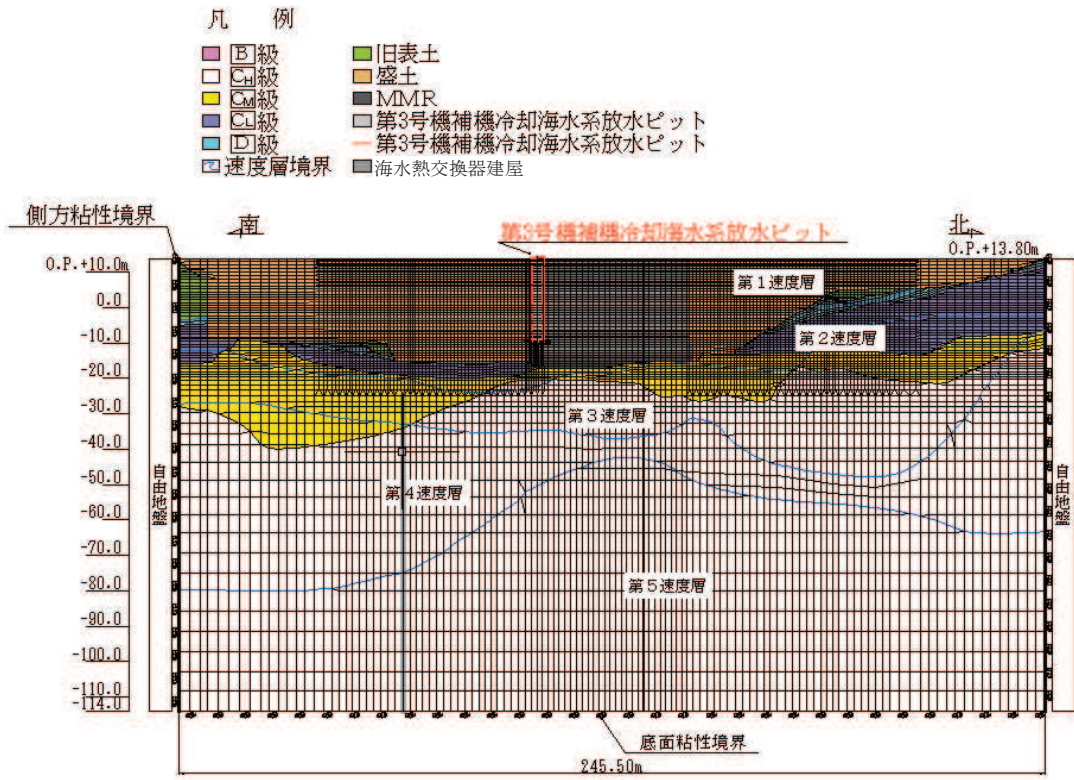 凡 例
B級
CH級
CM級
CL級
D級
速度層境界
旧表土
盛土
MMR
第3号機補機冷却海水系放水ピット
第3号機補機冷却海水系放水ピット
海水熱交換器建屋
側方粘性境界
南
第3号機補機冷却海水系放水ピット
北
O.P.+13.80m
O.P.+10.0m
0.0
-10.0
-20.0
-30.0
-40.0
-50.0
-60.0
-70.0
-80.0
-90.0
-100.0
-110.0
-114.0
自由地盤
第1速度層
第2速度層
第3速度層
第4速度層
第5速度層
自由地盤
底面粘性境界
245.50m